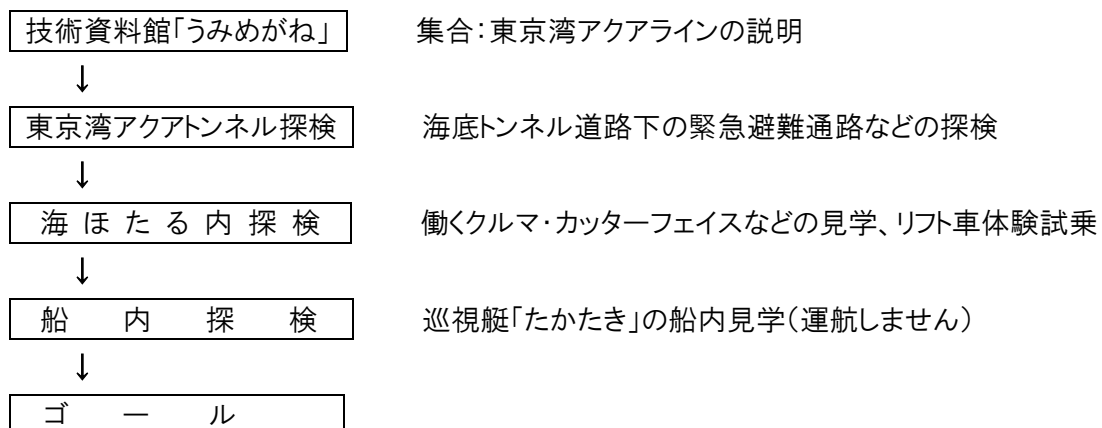 技術資料館「うみめがね」 集合：東京湾アクアラインの説明
↓
東京湾アクアトンネル探検 海底トンネル道路下の緊急避難通路などの探検
↓
海ほたる内探検 働くクルマ・カッターフェイスなどの見学、リフト車体験試乗
↓
船内探検 巡視艇「たかたき」の船内見学（運航しません）
↓
ゴール